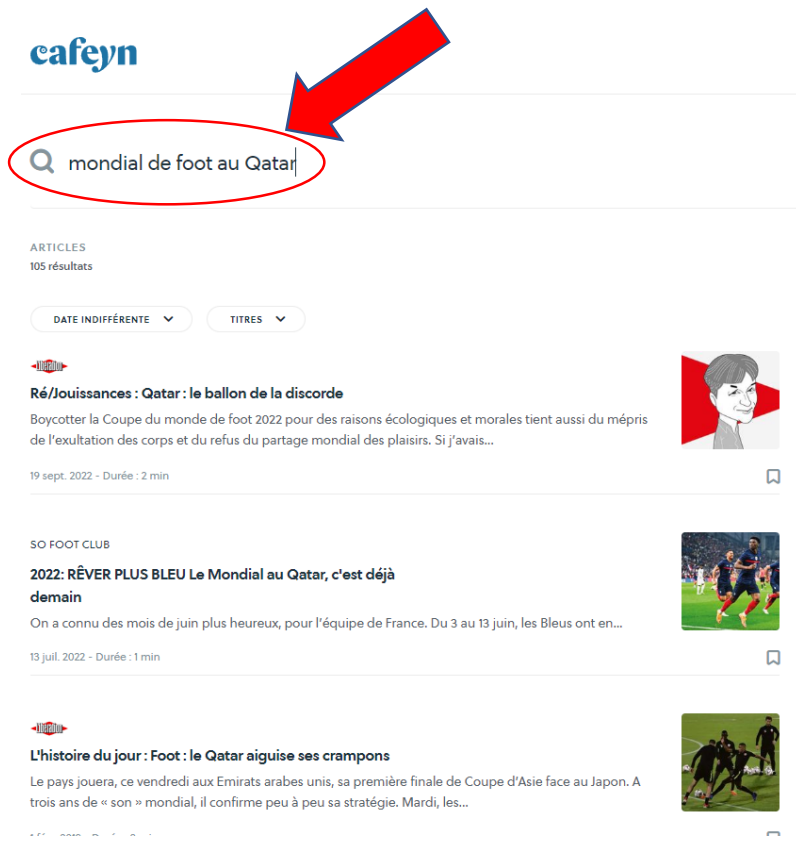 cafeyn
mondial de foot au Qatar
ARTICLES
105 résultats
DATE INDIFFÉRENTE
TITRES
Libération
Ré/Jouissances : Qatar : le ballon de la discorde
Boycotter la Coupe du monde de foot 2022 pour des raisons écologiques et morales tient aussi du mépris
de l'exultation des corps et du refus du partage mondial des plaisirs. Si j'avais...
19 sept. 2022 - Durée : 2 min
SO FOOT CLUB
2022: RÊVER PLUS BLEU Le Mondial au Qatar, c'est déjà
demain
On a connu des mois de juin plus heureux, pour l'équipe de France. Du 3 au 13 juin, les Bleus ont en...
13 juil. 2022 - Durée : 1 min
Libération
L'histoire du jour : Foot : le Qatar aiguise ses crampons
Le pays jouera, ce vendredi aux Emirats arabes unis, sa première finale de Coupe d'Asie face au Japon. A
trois ans de « son » mondial, il confirme peu à peu sa stratégie. Mardi, les...